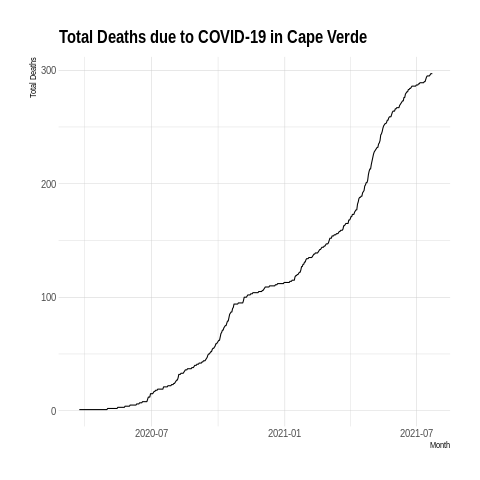 Total Deaths due to COVID-19 in Cape Verde
Total Deaths
300
200
100
0
2020-07
2021-01
2021-07
Month